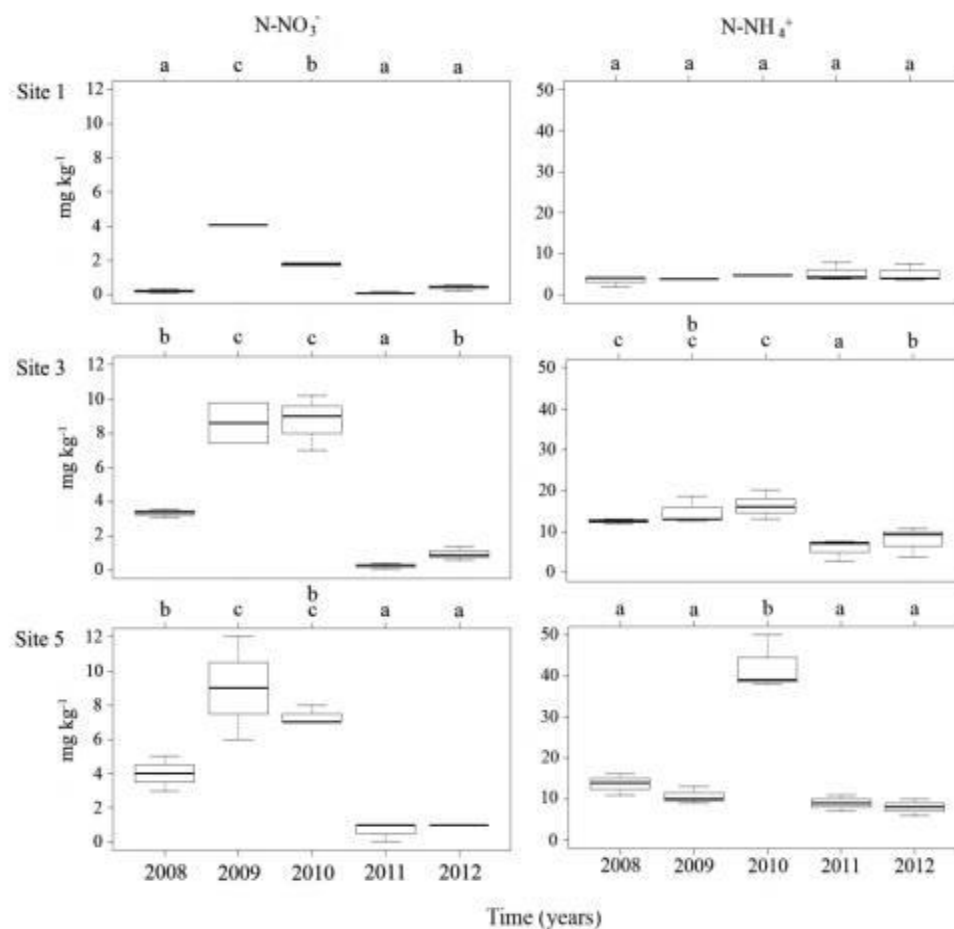 N-NO₃⁻ N-NH₄⁺
a c b a a a a a a a
Site 1
12 50
10 40
8 30
6 20
4 10
2 0
0
mg kg⁻¹
b
b c c a b c c c a b
Site 3
12 50
10 40
8 30
6 20
4 10
2 0
0
mg kg⁻¹
b
b c c a a a a b a a
Site 5
12 50
10 40
8 30
6 20
4 10
2 0
0
mg kg⁻¹
2008 2009 2010 2011 2012 2008 2009 2010 2011 2012
Time (years)